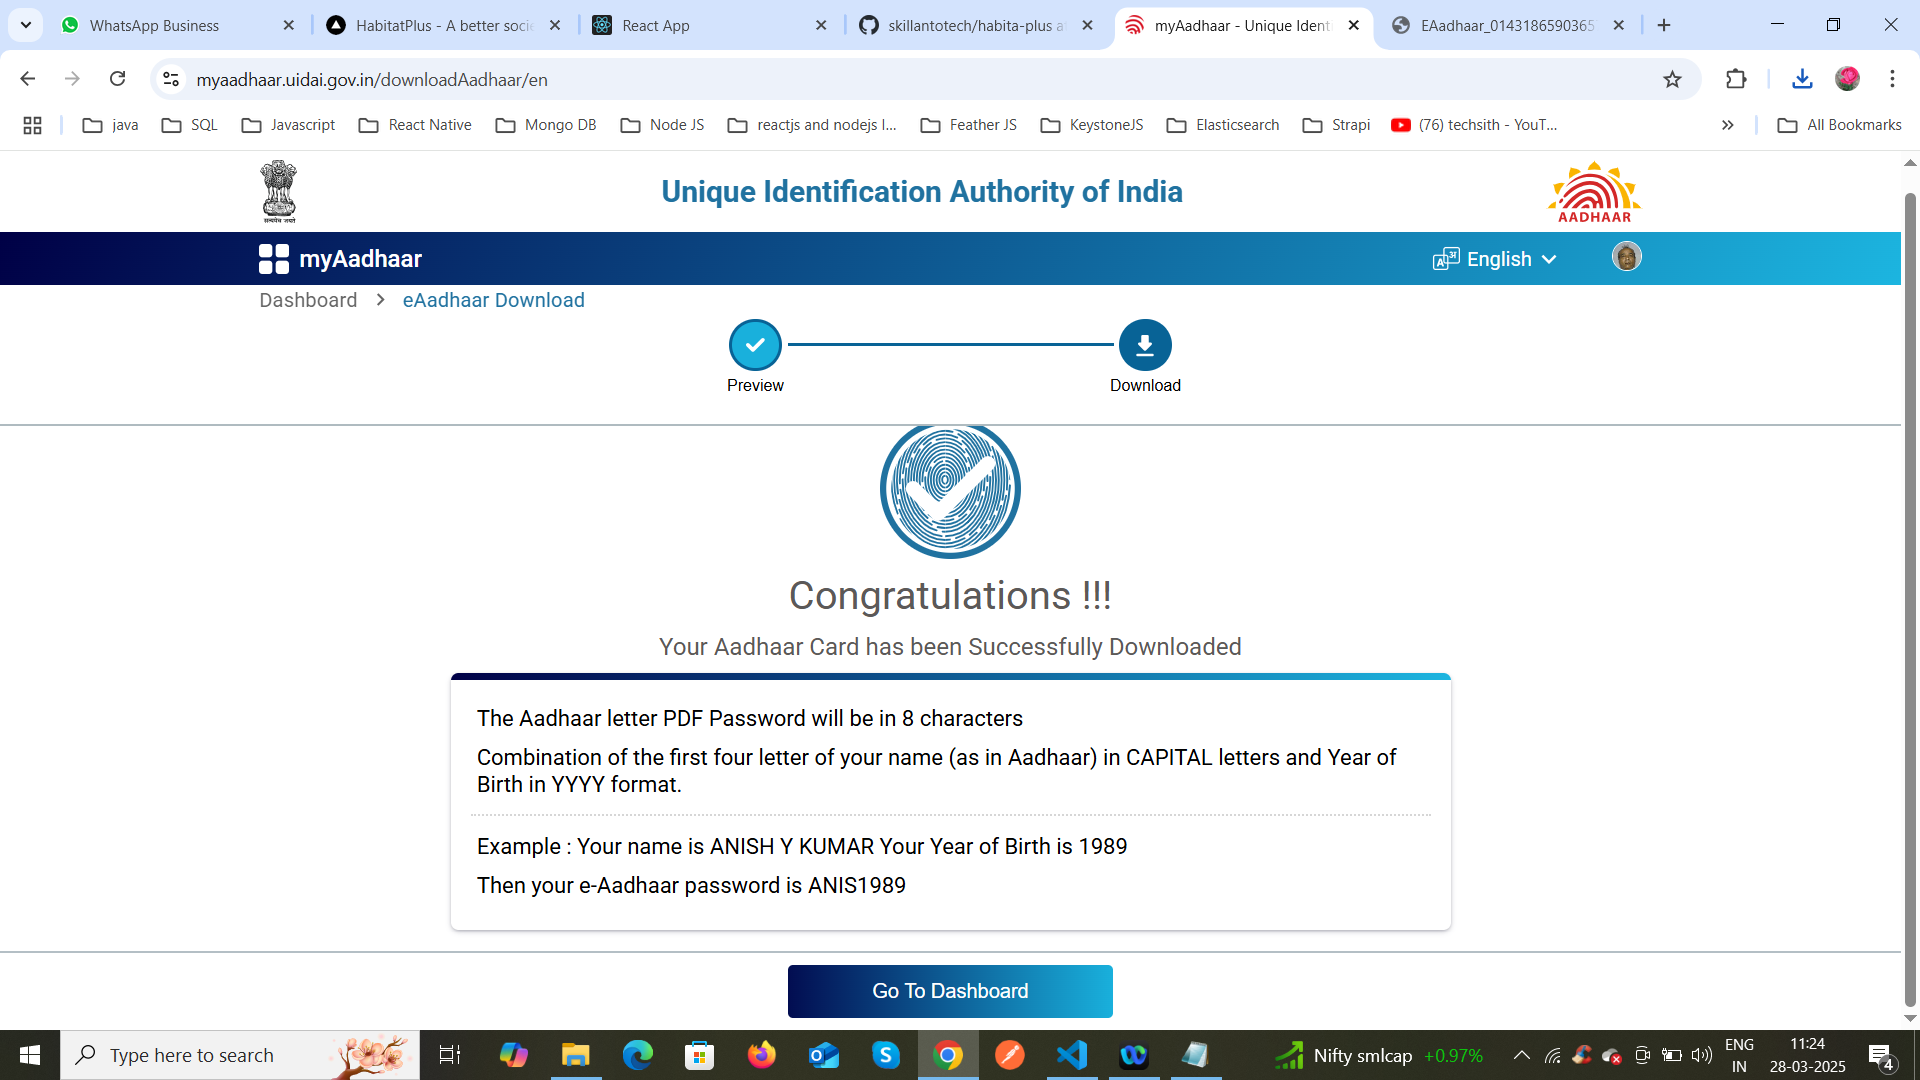 WhatsApp Business
HabitatPlus - A better socie
React App
skillantotech/habita-plus a
myAadhaar - Unique Identi
EAadhaar_0143186590365
myaadhaar.uidai.gov.in/downloadAadhaar/en
java
SQL
Javascript
React Native
Mongo DB
Node JS
reactjs and nodejs l...
Feather JS
KeystoneJS
Elasticsearch
Strapi
(76) techsith - YouT...
All Bookmarks
सत्यमेव जयते
Unique Identification Authority of India
AADHAAR
myAadhaar
English
Dashboard > eAadhaar Download
Preview
Download
Congratulations !!!
Your Aadhaar Card has been Successfully Downloaded
The Aadhaar letter PDF Password will be in 8 characters
Combination of the first four letter of your name (as in Aadhaar) in CAPITAL letters and Year of
Birth in YYYY format.
Example : Your name is ANISH Y KUMAR Your Year of Birth is 1989
Then your e-Aadhaar password is ANIS1989
Go To Dashboard
Type here to search
Nifty smlcap +0.97%
ENG
IN
11:24
28-03-2025
4